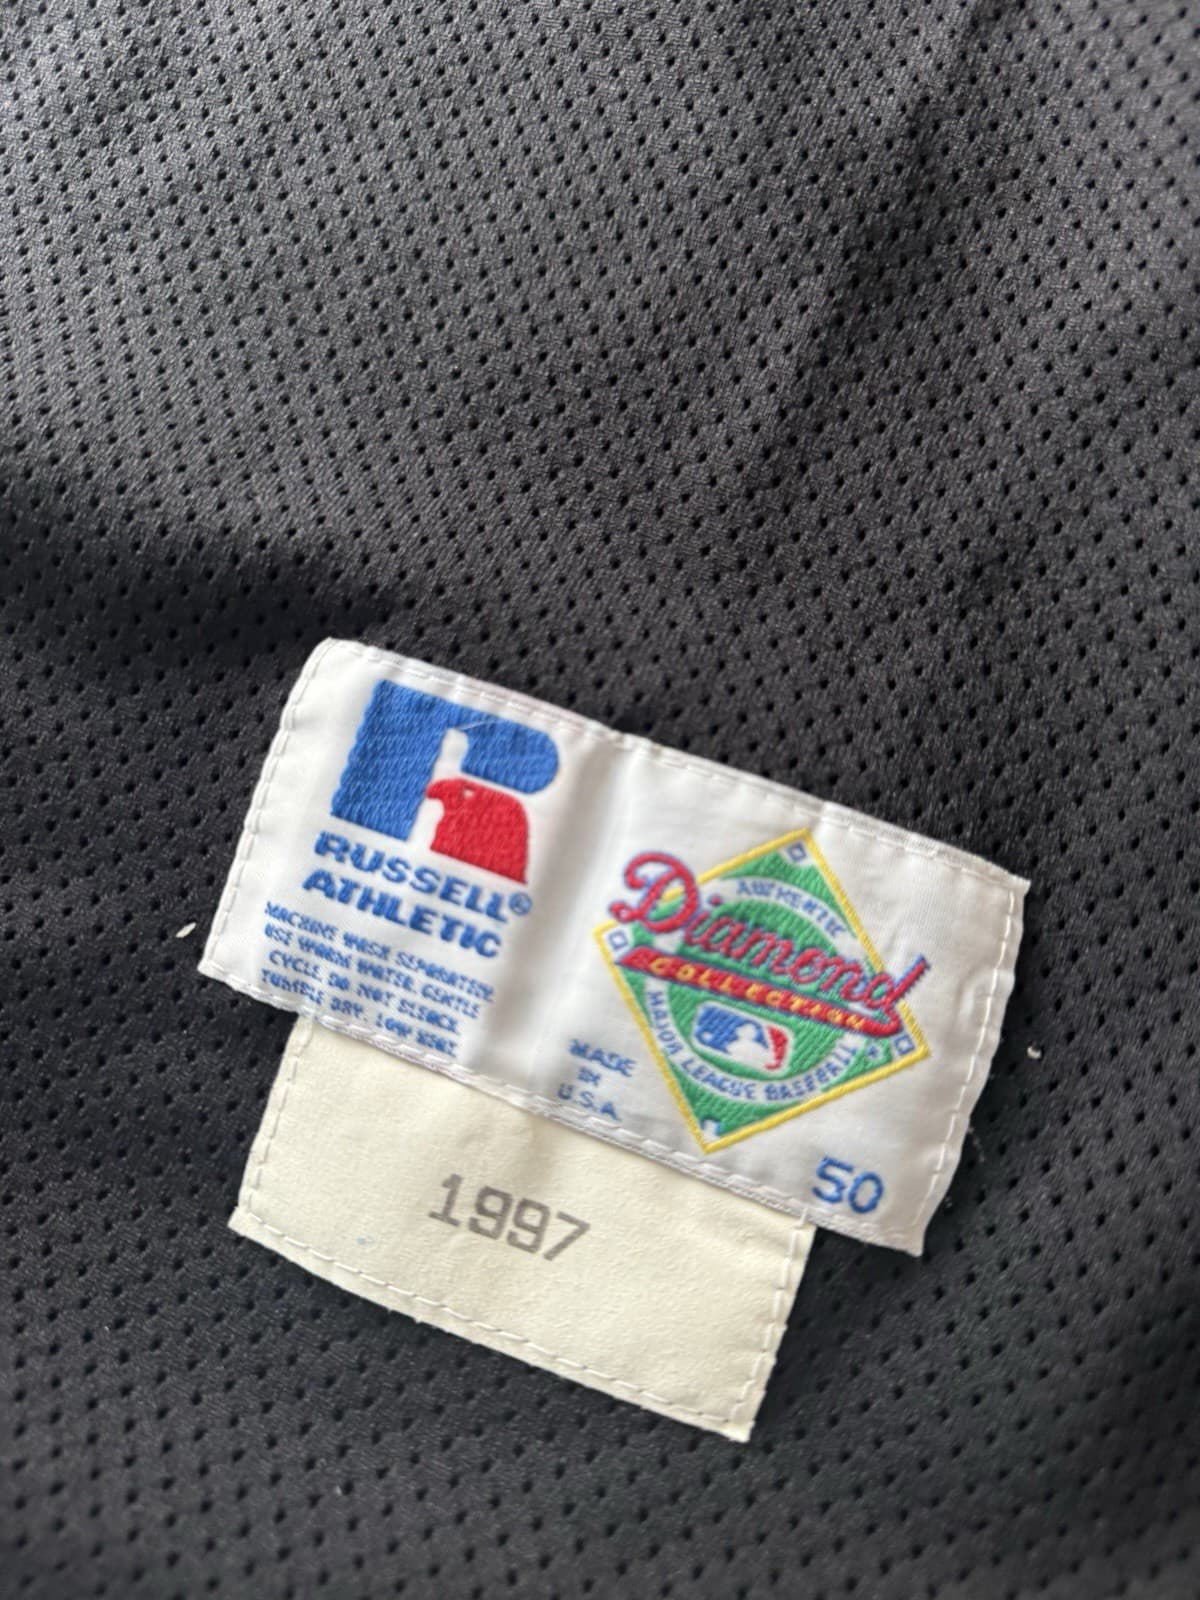 RUSSELL®
ATHLETIC
MACHINE WASH SEPARATELY.
USE WARM WATER. GENTLE
CYCLE. DO NOT BLEACH.
TUMBLE DRY. LOW HEAT
MADE
IN
U.S.A.
AUTHENTIC
Diamond
COLLECTION
MAJOR LEAGUE BASEBALL
50
1997